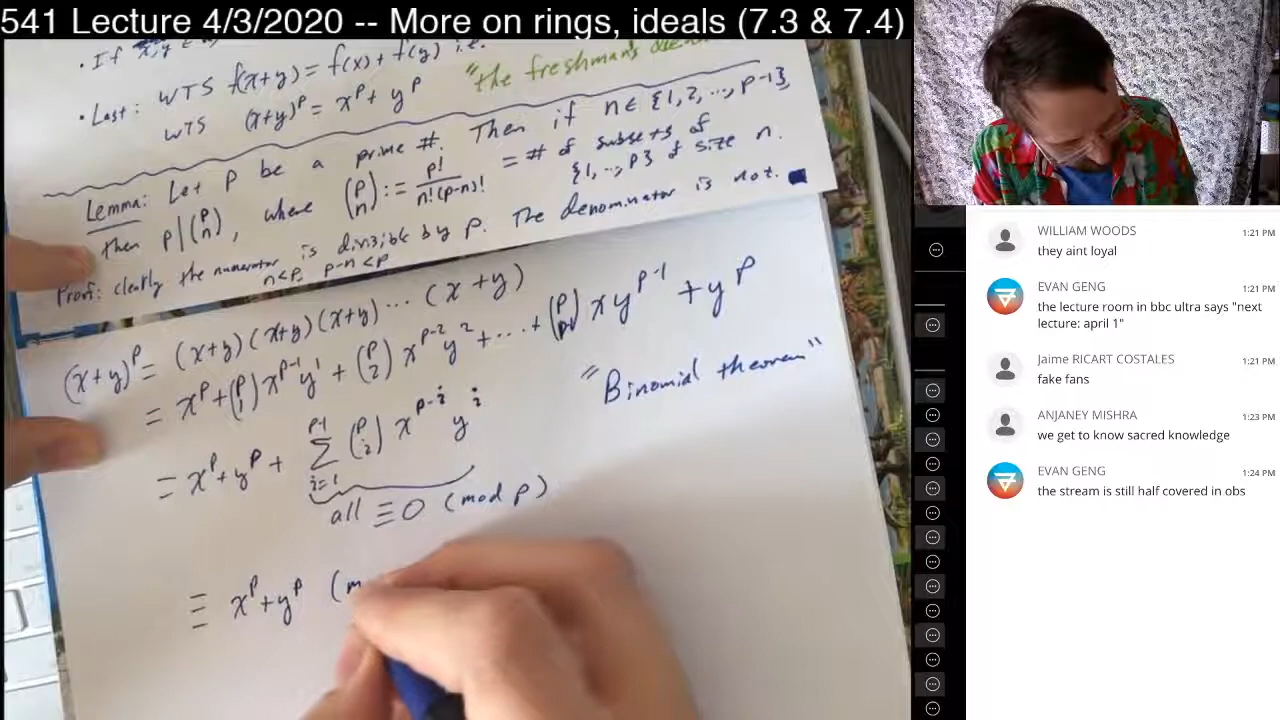 541 Lecture 4/3/2020 -- More on rings, ideals (7.3 & 7.4)
• If x,y
• Last: WTS f(x+y) = f(x) + f(y) i.e.
WTS (x+y)^p = x^p + y^p "the freshman's
Lemma: Let p be a prime #. Then if n ∈ {1, 2, ..., p-1},
then p | (p n), where (p n) := p! / n!(p-n)! = # of subsets of {1, .., p} of size n.
Proof: clearly the numerator is divisible by p. The denominator is not.
n<p, p-n<p
(x+y)^p = (x+y)(x+y)(x+y) ... (x+y)
= x^p + (p 1) x^{p-1} y^1 + (p 2) x^{p-2} y^2 + ... + (p p-1) x y^{p-1} + y^p
"Binomial theorem"
= x^p + y^p + Σ_{i=1}^{p-1} (p i) x^{p-i} y^i
all ≡ 0 (mod p)
≡ x^p + y^p (m
WILLIAM WOODS 1:21 PM
they aint loyal
EVAN GENG 1:21 PM
the lecture room in bbc ultra says "next
lecture: april 1"
Jaime RICART COSTALES 1:21 PM
fake fans
ANJANEY MISHRA 1:23 PM
we get to know sacred knowledge
EVAN GENG 1:24 PM
the stream is still half covered in obs